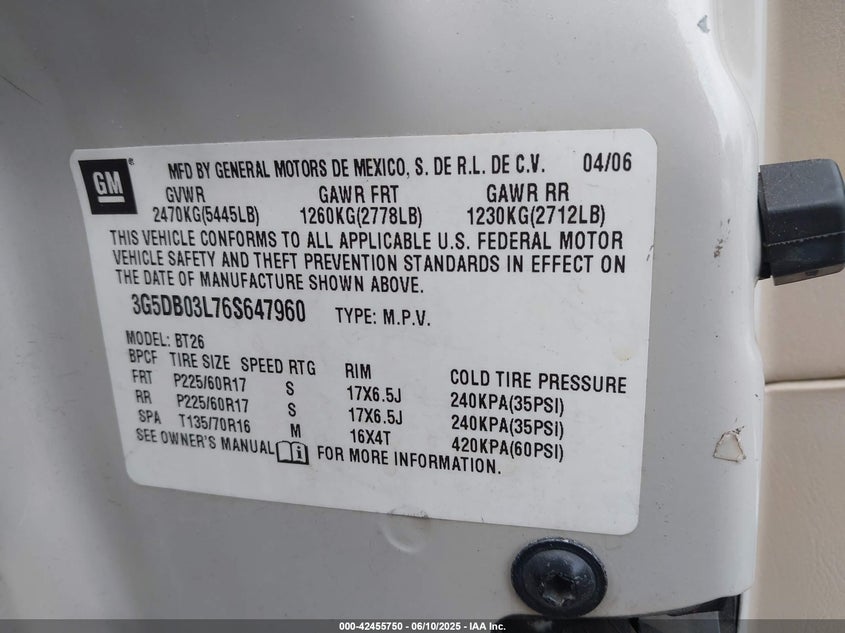 GM ®
MFD BY GENERAL MOTORS DE MEXICO, S. DE R.L. DE C.V. 04/06
GVWR GAWR FRT GAWR RR
2470KG(5445LB) 1260KG(2778LB) 1230KG(2712LB)
THIS VEHICLE CONFORMS TO ALL APPLICABLE U.S. FEDERAL MOTOR
VEHICLE SAFETY AND THEFT PREVENTION STANDARDS IN EFFECT ON
THE DATE OF MANUFACTURE SHOWN ABOVE.
3G5DB03L76S647960 TYPE: M.P.V.
MODEL: BT26
BPCF TIRE SIZE SPEED RTG RIM COLD TIRE PRESSURE
FRT P225/60R17 S 17X6.5J 240KPA(35PSI)
RR P225/60R17 S 17X6.5J 240KPA(35PSI)
SPA T135/70R16 M 16X4T 420KPA(60PSI)
SEE OWNER'S MANUAL i FOR MORE INFORMATION.
000-42455750 - 06/10/2025 - IAA Inc.